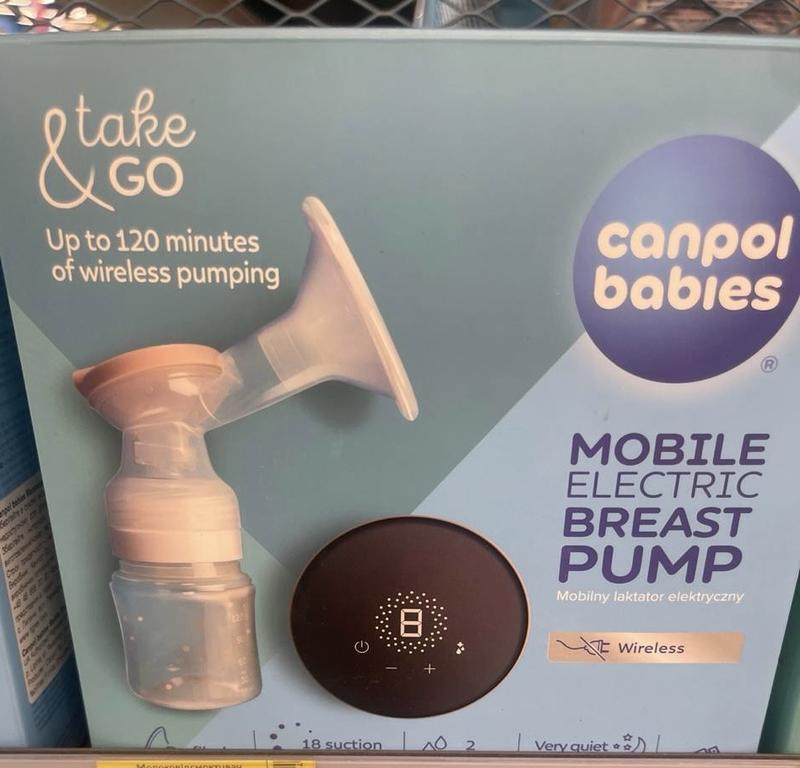 take
& GO
Up to 120 minutes
of wireless pumping
canpol
babies
®
MOBILE
ELECTRIC
BREAST
PUMP
Mobilny laktator elektryczny
Wireless
8
18 suction
2
Very quiet